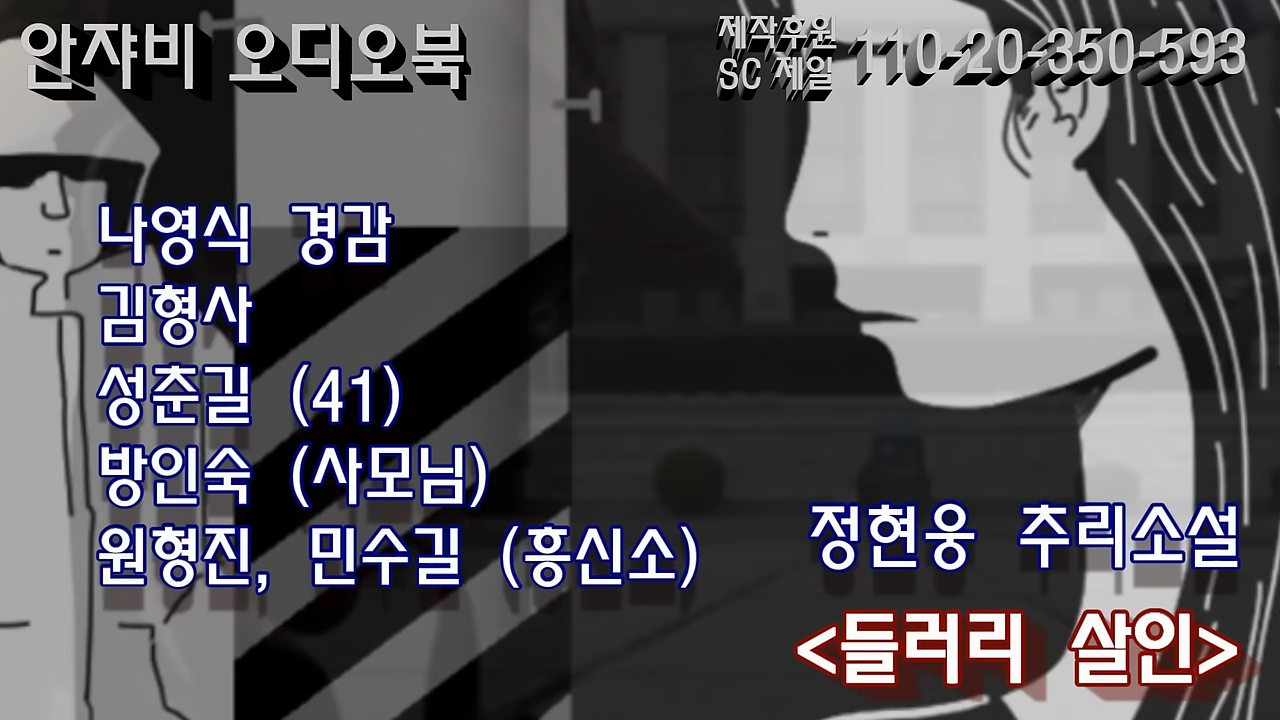 안쟈비 오디오북
제작후원
SC 제일
110-20-350-593
나영식 경감
김형사
성춘길 (41)
방인숙 (사모님)
원형진, 민수길 (흥신소)
정현웅 추리소설
<들러리 살인>